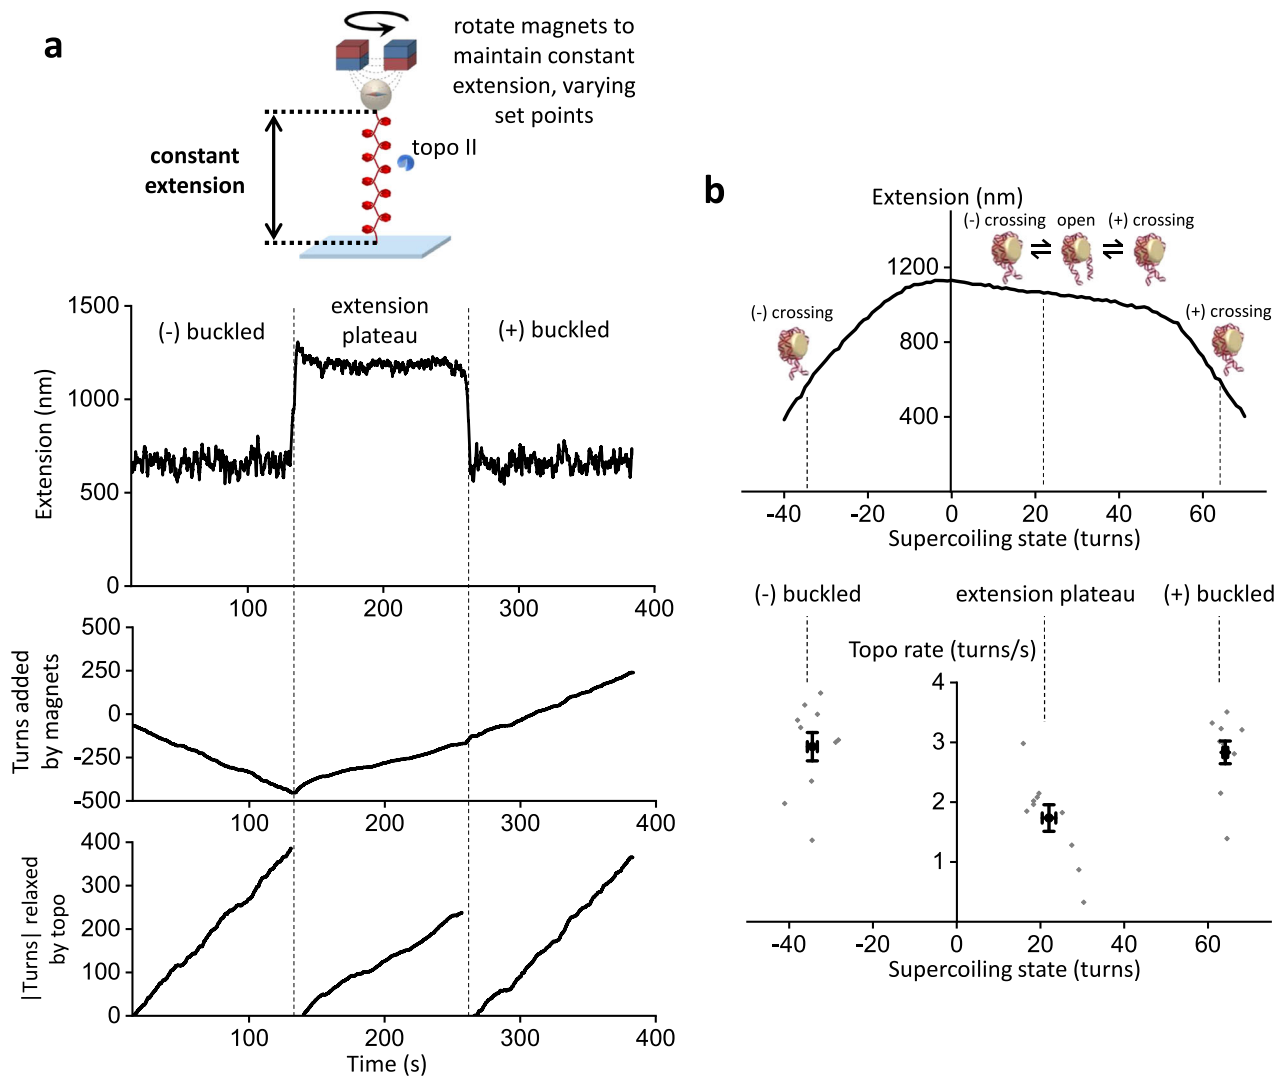 a
rotate magnets to
maintain constant
extension, varying
set points
constant
extension
topo II
1500
1000
500
0
Extension (nm)
(-) buckled
extension
plateau
(+) buckled
100
200
300
400
500
250
0
-250
-500
Turns added
by magnets
100
200
300
400
400
300
200
100
0
|Turns| relaxed
by topo
100
200
300
400
Time (s)
b
Extension (nm)
(-) crossing
open
(+) crossing
1200
800
400
(-) crossing
(+) crossing
-40
-20
0
20
40
60
Supercoiling state (turns)
(-) buckled
extension plateau
(+) buckled
Topo rate (turns/s)
4
3
2
1
-40
-20
0
20
40
60
Supercoiling state (turns)